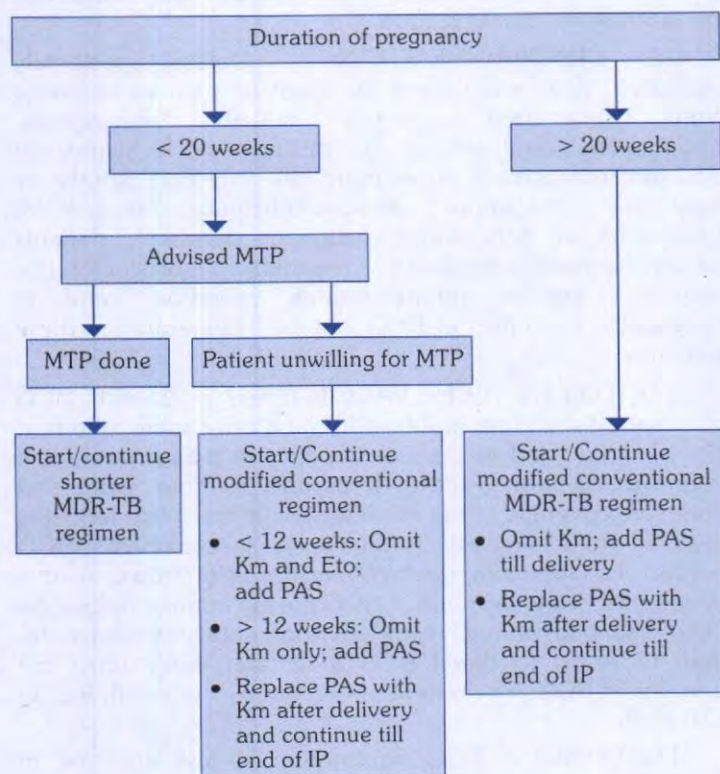 Duration of pregnancy
< 20 weeks
> 20 weeks
Advised MTP
MTP done
Patient unwilling for MTP
Start/continue
shorter
MDR-TB
regimen
Start/Continue
modified conventional
regimen
• < 12 weeks: Omit
Km and Eto;
add PAS
• > 12 weeks: Omit
Km only; add PAS
• Replace PAS with
Km after delivery
and continue till
end of IP
Start/Continue
modified conventional
MDR-TB regimen
• Omit Km; add PAS
till delivery
• Replace PAS with
Km after delivery
and continue till
end of IP